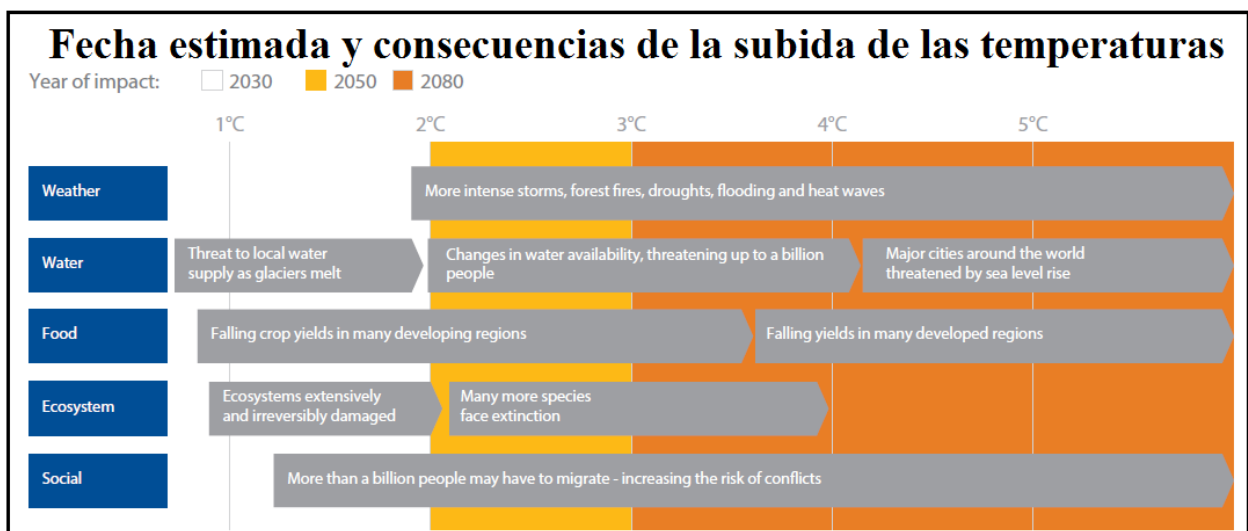 Fecha estimada y consecuencias de la subida de las temperaturas
Year of impact: 2030 2050 2080
1°C 2°C 3°C 4°C 5°C
Weather
More intense storms, forest fires, droughts, flooding and heat waves
Water
Threat to local water
supply as glaciers melt
Changes in water availability, threatening up to a billion
people
Major cities around the world
threatened by sea level rise
Food
Falling crop yields in many developing regions
Falling yields in many developed regions
Ecosystem
Ecosystems extensively
and irreversibly damaged
Many more species
face extinction
Social
More than a billion people may have to migrate - increasing the risk of conflicts